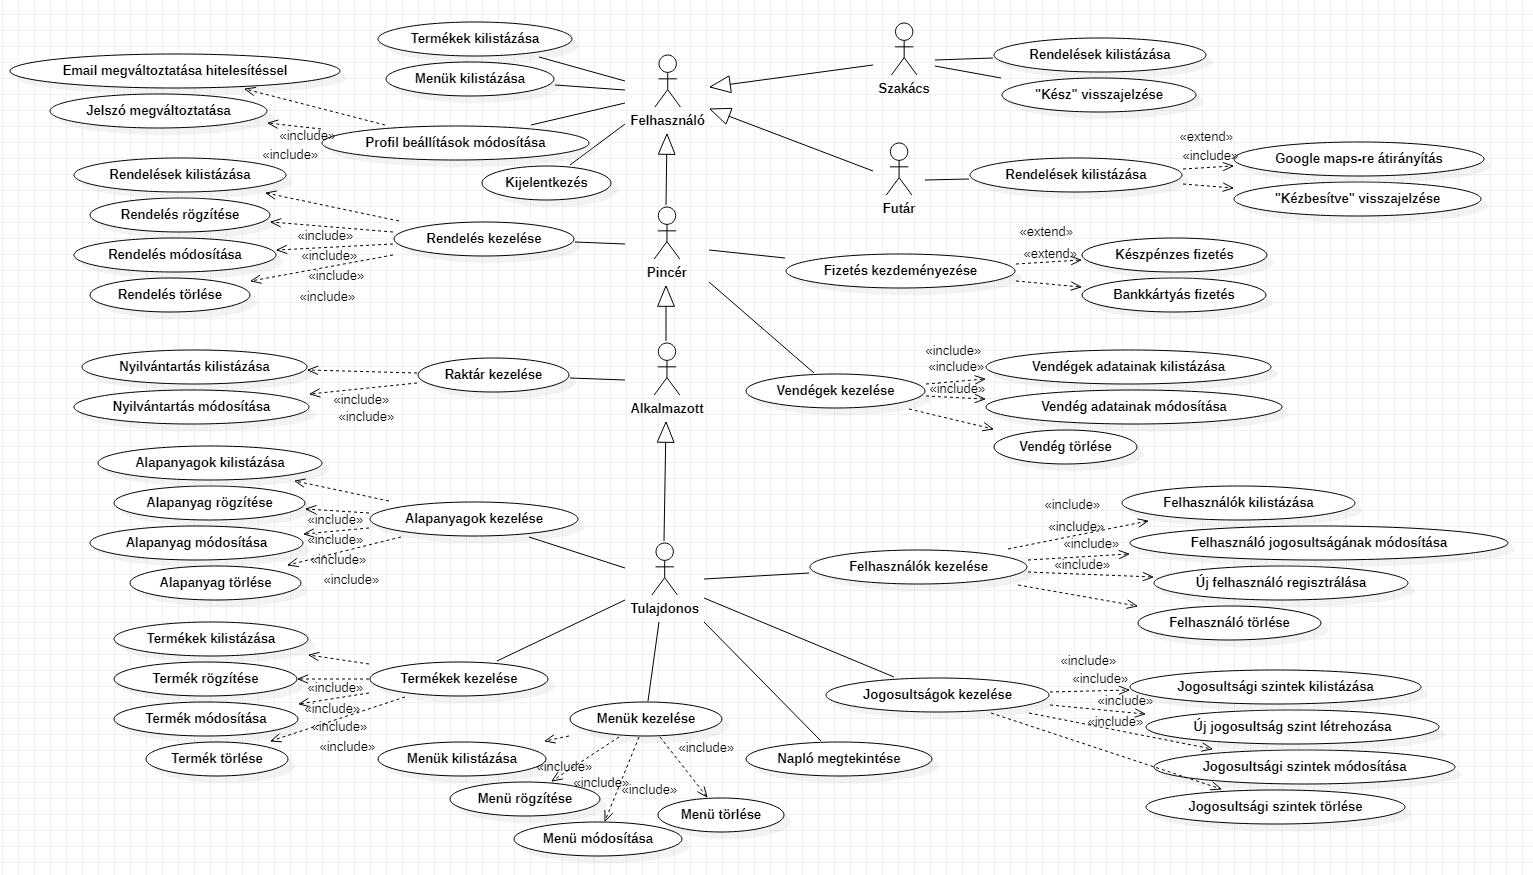 Termékek kilistázása
Menük kilistázása
Email megváltoztatása hitelesítéssel
Jelszó megváltoztatása
Profil beállítások módosítása
«include»
«include»
Kijelentkezés
Felhasználó
Szakács
Rendelések kilistázása
"Kész" visszajelzése
Futár
Rendelések kilistázása
«extend»
«include»
Google maps-re átirányítás
"Kézbesítve" visszajelzése
Rendelések kilistázása
Rendelés rögzítése
Rendelés módosítása
Rendelés törlése
«include»
«include»
«include»
«include»
Rendelés kezelése
Pincér
Fizetés kezdeményezése
«extend»
«extend»
Készpénzes fizetés
Bankkártyás fizetés
Nyilvántartás kilistázása
Nyilvántartás módosítása
«include»
«include»
Raktár kezelése
Alkalmazott
Vendégek kezelése
«include»
«include»
«include»
Vendégek adatainak kilistázása
Vendég adatainak módosítása
Vendég törlése
Alapanyagok kilistázása
Alapanyag rögzítése
Alapanyag módosítása
Alapanyag törlése
«include»
«include»
«include»
«include»
Alapanyagok kezelése
Tulajdonos
Felhasználók kezelése
«include»
«include»
«include»
«include»
Felhasználók kilistázása
Felhasználó jogosultságának módosítása
Új felhasználó regisztrálása
Felhasználó törlése
Termékek kilistázása
Termék rögzítése
Termék módosítása
Termék törlése
«include»
«include»
«include»
«include»
Termékek kezelése
Menük kezelése
Menük kilistázása
Menü rögzítése
Menü módosítása
Menü törlése
«include»
«include»
«include»
«include»
Napló megtekintése
Jogosultságok kezelése
«include»
«include»
«include»
«include»
Jogosultsági szintek kilistázása
Új jogosultság szint létrehozása
Jogosultsági szintek módosítása
Jogosultsági szintek törlése